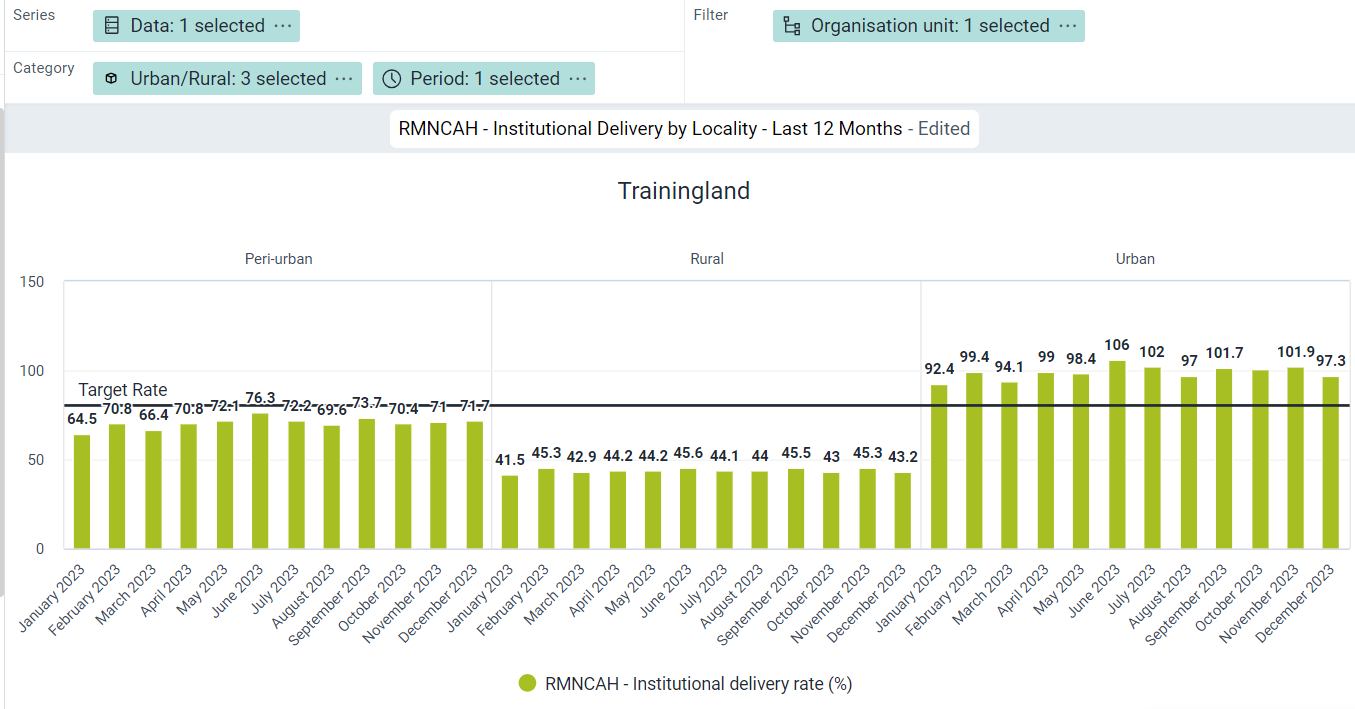 Series
Data: 1 selected ···
Filter
Organisation unit: 1 selected ···
Category
Urban/Rural: 3 selected ···
Period: 1 selected ···
RMNCAH - Institutional Delivery by Locality - Last 12 Months - Edited
Trainingland
Peri-urban
Rural
Urban
150
100
50
0
Target Rate
64.5 70.8 66.4 70.8 72.1 76.3 72.2 69.6 73.7 70.4 71 71.7
41.5 45.3 42.9 44.2 44.2 45.6 44.1 44 45.5 43 45.3 43.2
92.4 99.4 94.1 99 98.4 106 102 97 101.7 101.9 97.3
January 2023 February 2023 March 2023 April 2023 May 2023 June 2023 July 2023 August 2023 September 2023 October 2023 November 2023 December 2023
January 2023 February 2023 March 2023 April 2023 May 2023 June 2023 July 2023 August 2023 September 2023 October 2023 November 2023 December 2023
January 2023 February 2023 March 2023 April 2023 May 2023 June 2023 July 2023 August 2023 September 2023 October 2023 November 2023 December 2023
RMNCAH - Institutional delivery rate (%)